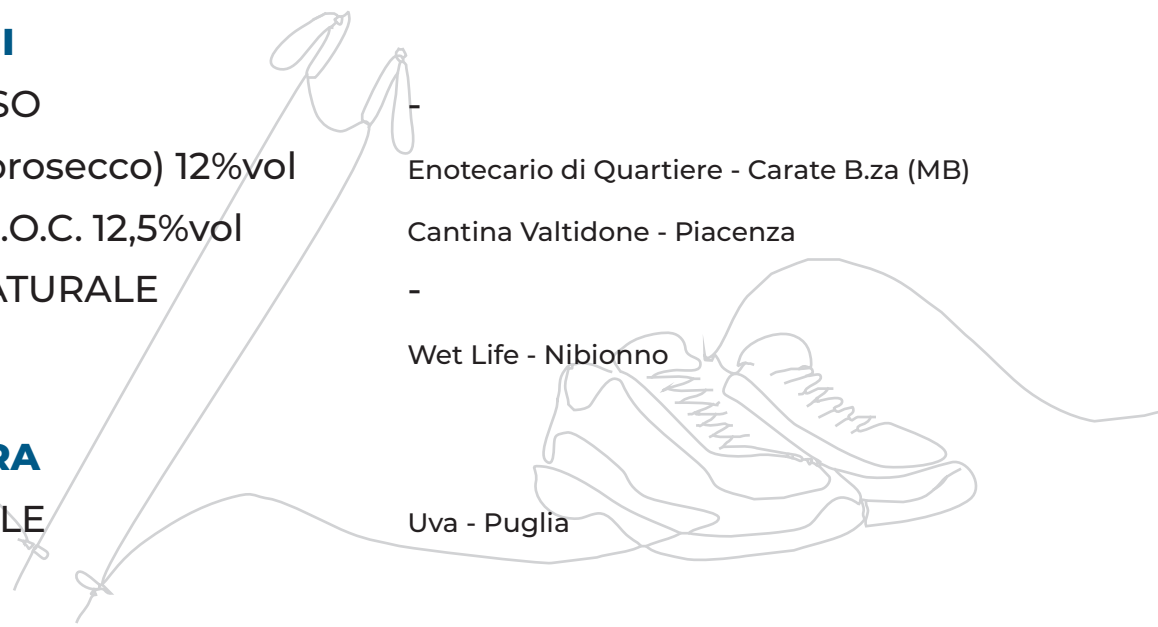 I
SO
prosecco) 12%vol Enotecario di Quartiere - Carate B.za (MB)
.O.C. 12,5%vol Cantina Valtidone - Piacenza
ATURALE -
Wet Life - Nibionno
RA
LE Uva - Puglia